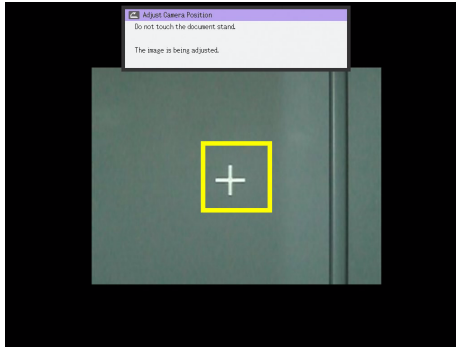 Adjust Camera Position
Do not touch the document stand.
The image is being adjusted.